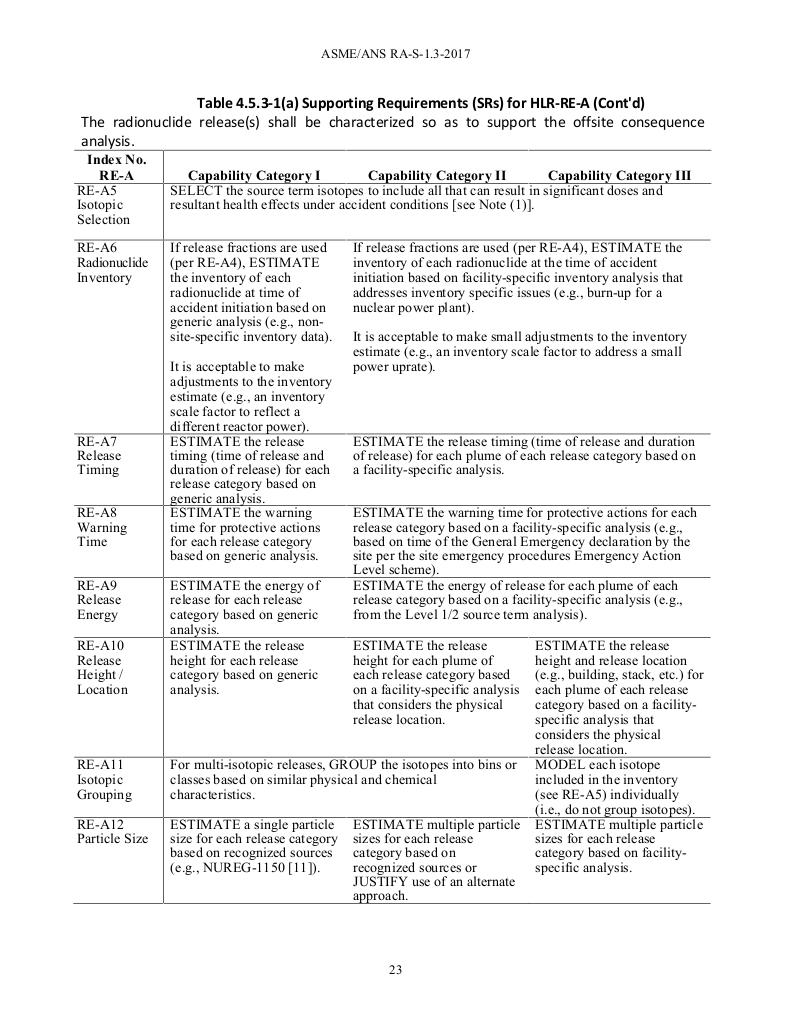 ASME/ANS RA-S-1.3-2017
Table 4.5.3-1(a) Supporting Requirements (SRs) for HLR-RE-A (Cont'd)
The radionuclide release(s) shall be characterized so as to support the offsite consequence
analysis.
Index No.
RE-A
Capability Category I
Capability Category II
Capability Category III
RE-A5
Isotopic
Selection
SELECT the source term isotopes to include all that can result in significant doses and
resultant health effects under accident conditions [see Note (1)].
RE-A6
Radionuclide
Inventory
If release fractions are used
(per RE-A4), ESTIMATE
the inventory of each
radionuclide at time of
accident initiation based on
generic analysis (e.g., non-
site-specific inventory data).
It is acceptable to make
adjustments to the inventory
estimate (e.g., an inventory
scale factor to reflect a
different reactor power).
If release fractions are used (per RE-A4), ESTIMATE the
inventory of each radionuclide at the time of accident
initiation based on facility-specific inventory analysis that
addresses inventory specific issues (e.g., burn-up for a
nuclear power plant).
It is acceptable to make small adjustments to the inventory
estimate (e.g., an inventory scale factor to address a small
power uprate).
RE-A7
Release
Timing
ESTIMATE the release
timing (time of release and
duration of release) for each
release category based on
generic analysis.
ESTIMATE the release timing (time of release and duration
of release) for each plume of each release category based on
a facility-specific analysis.
RE-A8
Warning
Time
ESTIMATE the warning
time for protective actions
for each release category
based on generic analysis.
ESTIMATE the warning time for protective actions for each
release category based on a facility-specific analysis (e.g.,
based on time of the General Emergency declaration by the
site per the site emergency procedures Emergency Action
Level scheme).
RE-A9
Release
Energy
ESTIMATE the energy of
release for each release
category based on generic
analysis.
ESTIMATE the energy of release for each plume of each
release category based on a facility-specific analysis (e.g.,
from the Level 1/2 source term analysis).
RE-A10
Release
Height /
Location
ESTIMATE the release
height for each release
category based on generic
analysis.
ESTIMATE the release
height for each plume of
each release category based
on a facility-specific analysis
that considers the physical
release location.
ESTIMATE the release
height and release location
(e.g., building, stack, etc.) for
each plume of each release
category based on a facility-
specific analysis that
considers the physical
release location.
RE-A11
Isotopic
Grouping
For multi-isotopic releases, GROUP the isotopes into bins or
classes based on similar physical and chemical
characteristics.
MODEL each isotope
included in the inventory
(see RE-A5) individually
(i.e., do not group isotopes).
RE-A12
Particle Size
ESTIMATE a single particle
size for each release category
based on recognized sources
(e.g., NUREG-1150 [11]).
ESTIMATE multiple particle
sizes for each release
category based on
recognized sources or
JUSTIFY use of an alternate
approach.
ESTIMATE multiple particle
sizes for each release
category based on facility-
specific analysis.
23